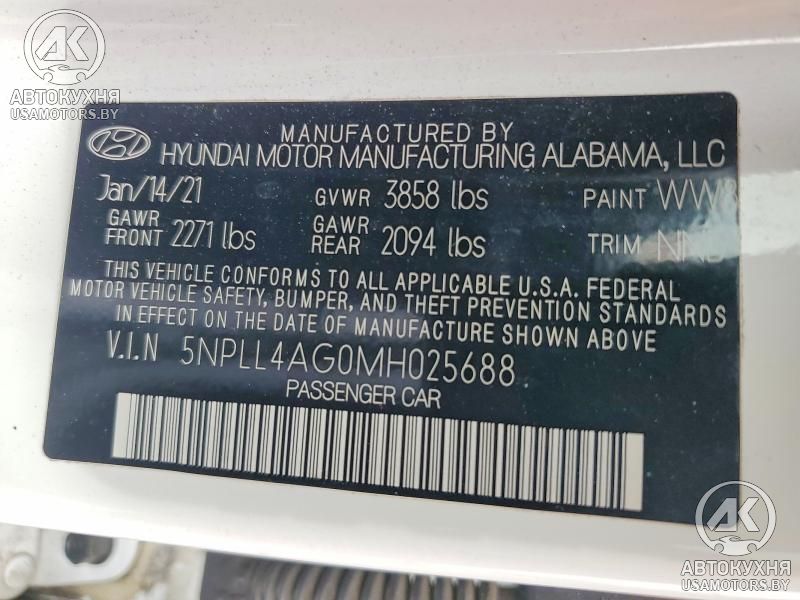 AK
АВТОКУХНЯ
USAMOTORS.BY
MANUFACTURED BY
HYUNDAI MOTOR MANUFACTURING ALABAMA, LLC
Jan/14/21 GVWR 3858 lbs PAINT
GAWR FRONT 2271 lbs GAWR REAR 2094 lbs TRIM
THIS VEHICLE CONFORMS TO ALL APPLICABLE U.S.A. FEDERAL
MOTOR VEHICLE SAFETY, BUMPER, AND THEFT PREVENTION STANDARDS
IN EFFECT ON THE DATE OF MANUFACTURE SHOWN ABOVE
V.I.N 5NPLL4AG0MH025688
PASSENGER CAR
AK
АВТОКУХНЯ
USAMOTORS.BY